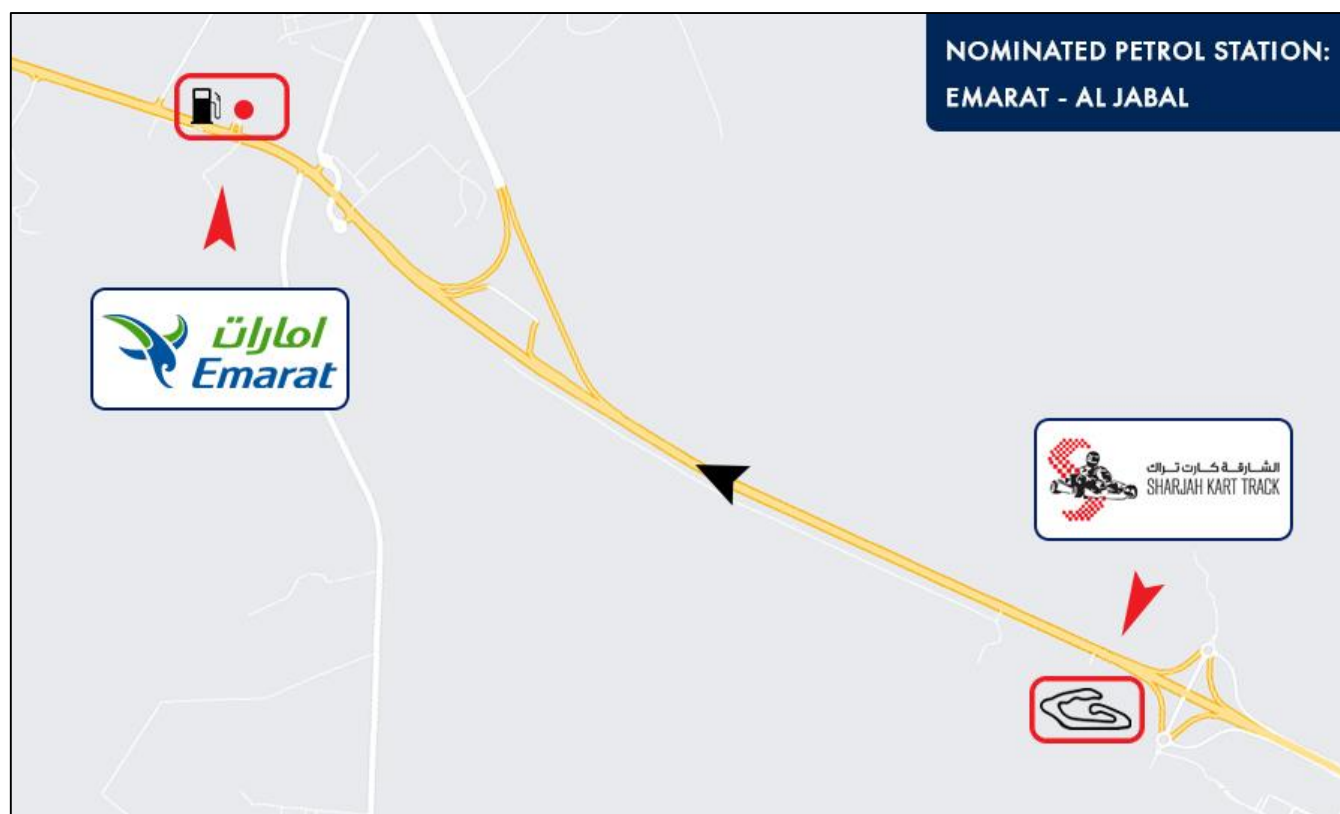 NOMINATED PETROL STATION:
EMARAT - AL JABAL
امارات
Emarat
الشارقة كارت تراك
SHARJAH KART TRACK